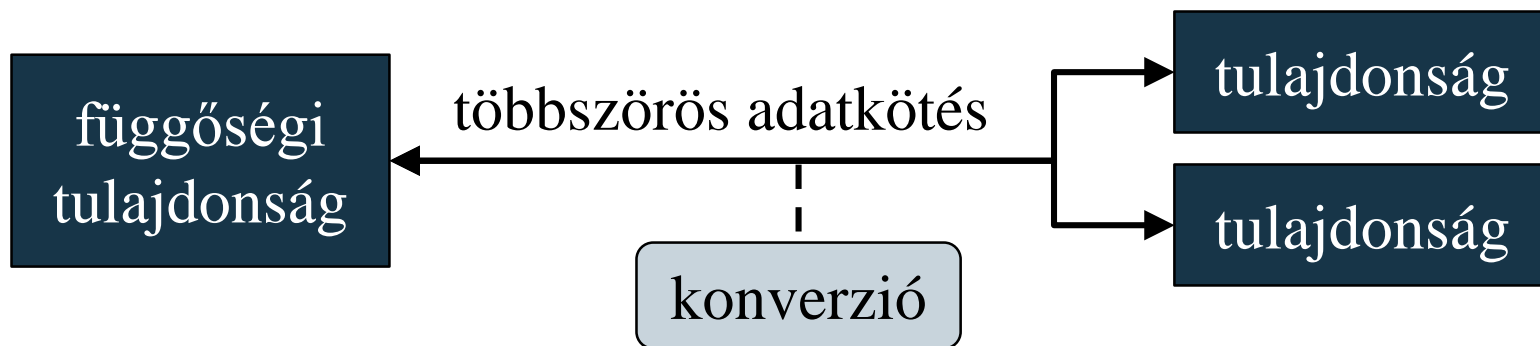 függőségi
tulajdonság
többszörös adatkötés
tulajdonság
tulajdonság
konverzió